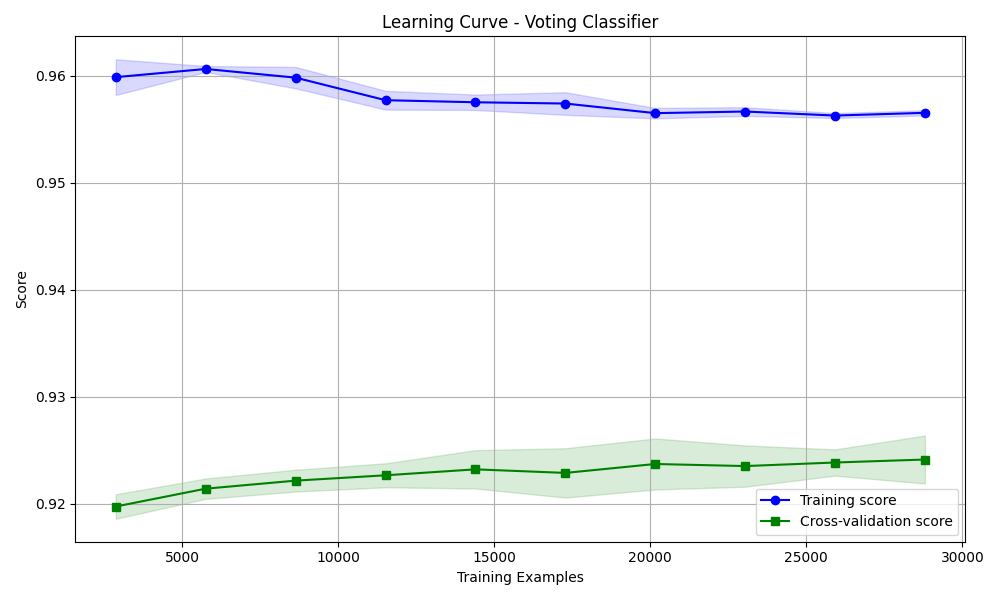 Learning Curve - Voting Classifier
Score
0.96
0.95
0.94
0.93
0.92
5000
10000
15000
20000
25000
30000
Training Examples
Training score
Cross-validation score